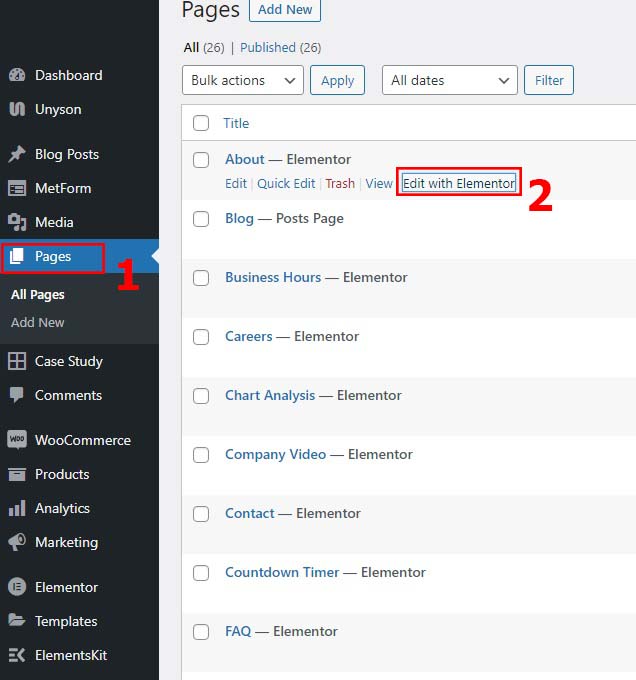 Dashboard
Unyson
Blog Posts
MetForm
Media
Pages
1
All Pages
Add New
Case Study
Comments
WooCommerce
Products
Analytics
Marketing
Elementor
Templates
ElementsKit
Pages Add New
All (26) | Published (26)
Bulk actions Apply All dates Filter
Title
About — Elementor
Edit | Quick Edit | Trash | View | Edit with Elementor
2
Blog — Posts Page
Business Hours — Elementor
Careers — Elementor
Chart Analysis — Elementor
Company Video — Elementor
Contact — Elementor
Countdown Timer — Elementor
FAQ — Elementor